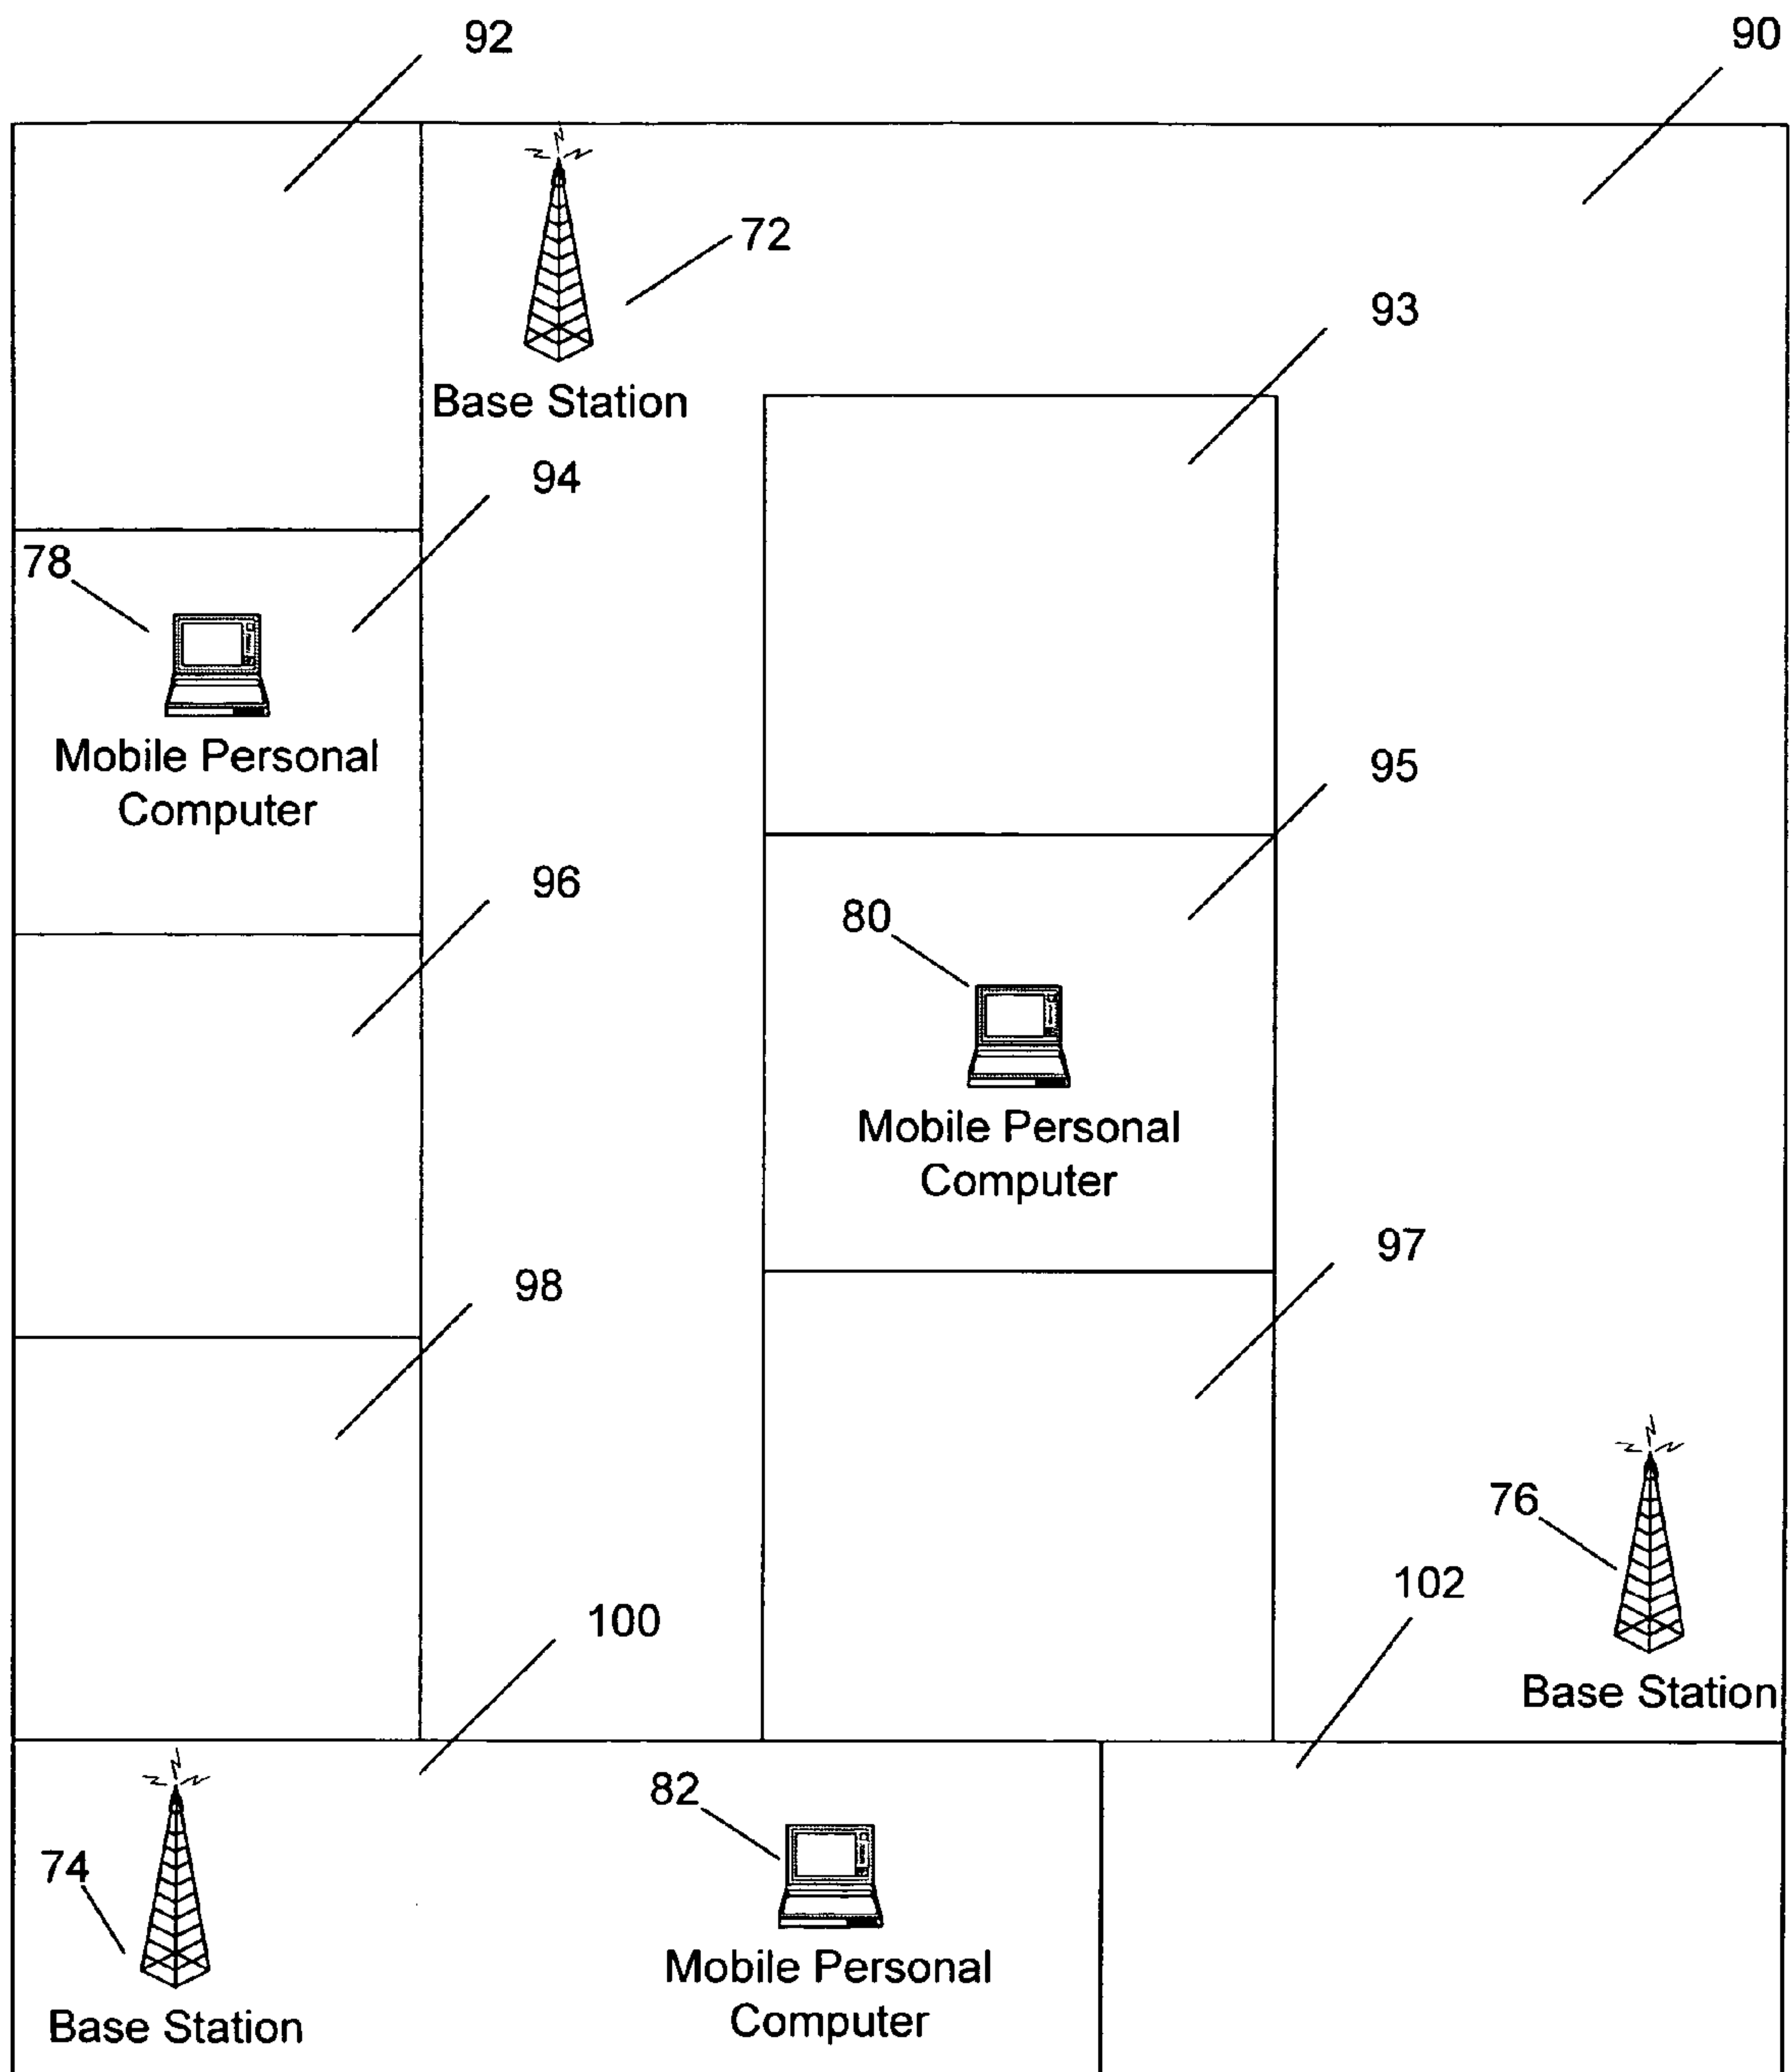 92
90
72
Base Station
93
94
78
Mobile Personal
Computer
95
96
80
Mobile Personal
Computer
97
98
76
Base Station
102
100
82
74
Mobile Personal
Computer
Base Station